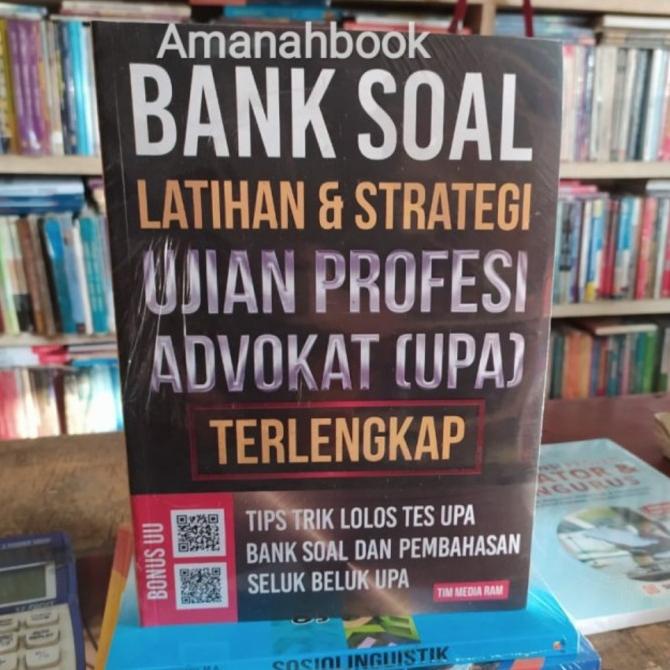 Amanahbook
BANK SOAL
LATIHAN & STRATEGI
UJIAN PROFESI
ADVOKAT (UPA)
TERLENGKAP
BONUS UU
TIPS TRIK LOLOS TES UPA
BANK SOAL DAN PEMBAHASAN
SELUK BELUK UPA
TIM MEDIA RAM
SOSIOLINGUISTIK